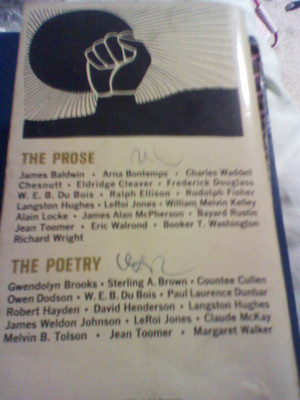 THE PROSE
James Baldwin • Arna Bontemps • Charles Waddell
Chesnutt • Eldridge Cleaver • Frederick Douglass
W. E. B. Du Bois • Ralph Ellison • Rudolph Fisher
Langston Hughes • LeRoi Jones • William Melvin Kelley
Alain Locke • James Alan McPherson • Bayard Rustin
Jean Toomer • Eric Walrond • Booker T. Washington
Richard Wright
THE POETRY
Gwendolyn Brooks • Sterling A. Brown • Countee Cullen
Owen Dodson • W. E. B. Du Bois • Paul Laurence Dunbar
Robert Hayden • David Henderson • Langston Hughes
James Weldon Johnson • LeRoi Jones • Claude McKay
Melvin B. Tolson • Jean Toomer • Margaret Walker